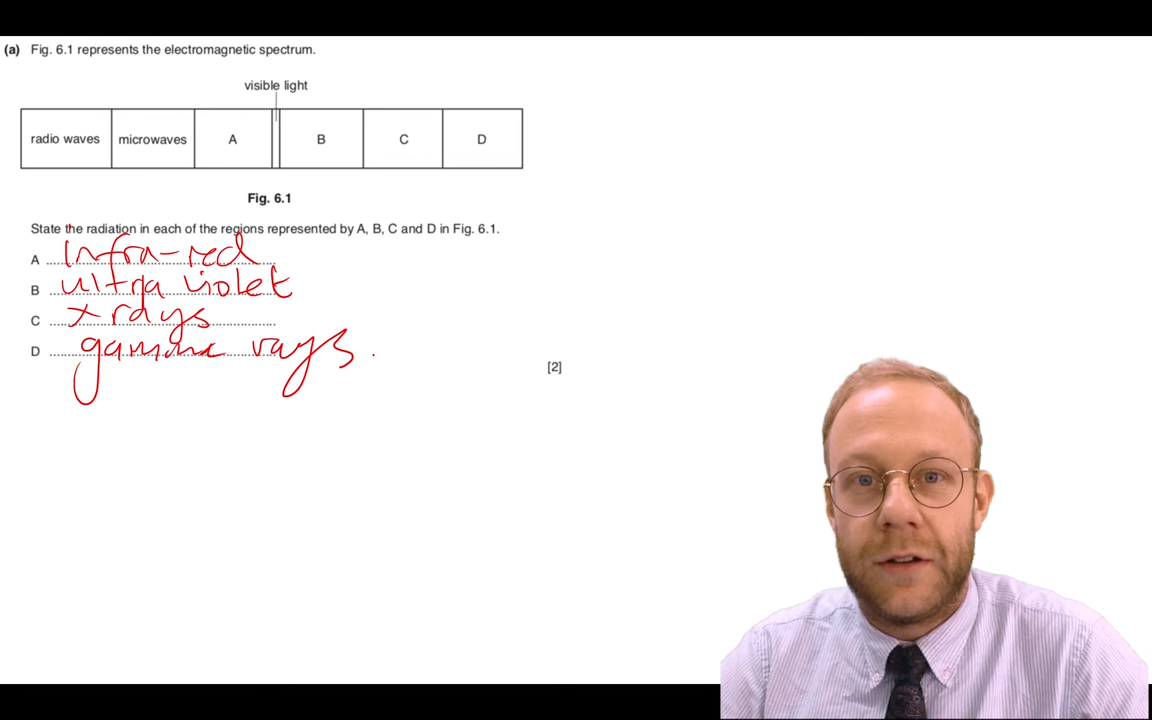 (a) Fig. 6.1 represents the electromagnetic spectrum.
visible light
radio waves microwaves A B C D
Fig. 6.1
State the radiation in each of the regions represented by A, B, C and D in Fig. 6.1.
A Infra-red
B ultra violet
C x rays
D gamma rays.
[2]